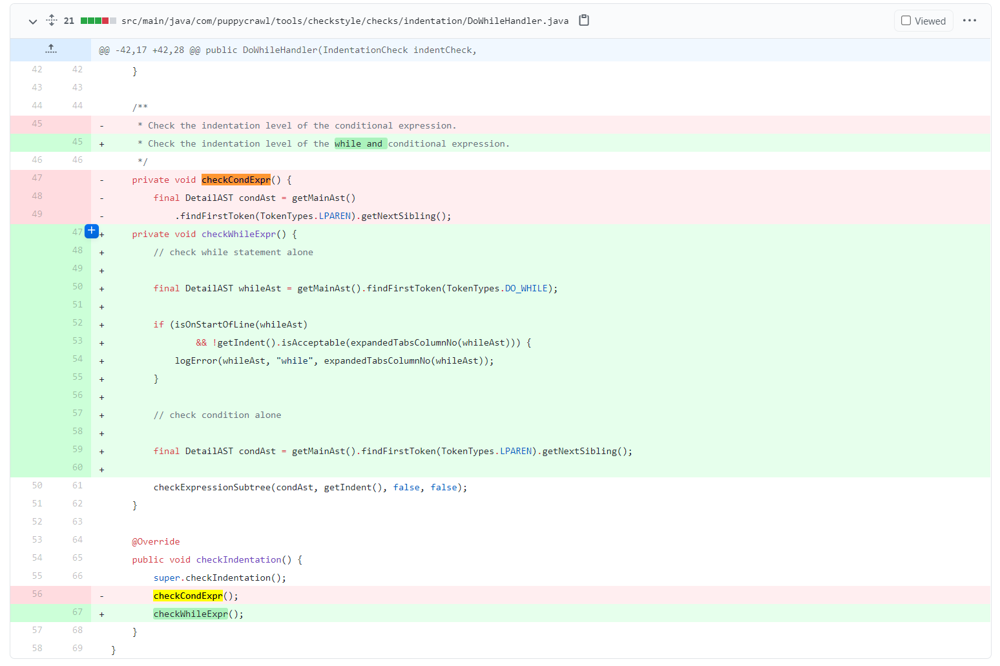 21 src/main/java/com/puppycrawl/tools/checkstyle/checks/indentation/DoWhileHandler.java Viewed
@@ -42,17 +42,28 @@ public DoWhileHandler(IndentationCheck indentCheck,
42 42 }
43 43
44 44 /**
45 - * Check the indentation level of the conditional expression.
45 + * Check the indentation level of the while and conditional expression.
46 46 */
47 - private void checkCondExpr() {
48 - final DetailAST condAst = getMainAst()
49 - .findFirstToken(TokenTypes.LPAREN).getNextSibling();
47 + private void checkWhileExpr() {
48 + // check while statement alone
49 +
50 + final DetailAST whileAst = getMainAst().findFirstToken(TokenTypes.DO_WHILE);
51 +
52 + if (isOnStartOfLine(whileAst)
53 + && !getIndent().isAcceptable(expandedTabsColumnNo(whileAst))) {
54 + logError(whileAst, "while", expandedTabsColumnNo(whileAst));
55 + }
56 +
57 + // check condition alone
58 +
59 + final DetailAST condAst = getMainAst().findFirstToken(TokenTypes.LPAREN).getNextSibling();
60 +
50 61 checkExpressionSubtree(condAst, getIndent(), false, false);
51 62 }
52 63
53 64 @Override
54 65 public void checkIndentation() {
55 66 super.checkIndentation();
56 - checkCondExpr();
67 + checkWhileExpr();
57 68 }
58 69 }